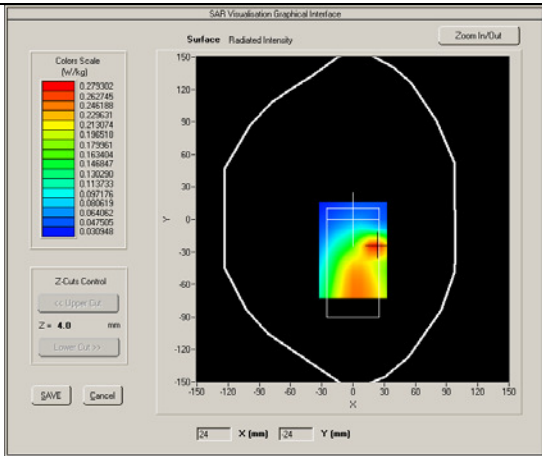 SAR Visualisation Graphical Interface
Surface Radiated Intensity
Zoom In/Out
Colors Scale
(W/kg)
0.279302
0.262745
0.246188
0.229631
0.213074
0.196518
0.179961
0.163404
0.146847
0.130290
0.113733
0.097176
0.080619
0.064062
0.047505
0.030948
Z-Cuts Control
<< Upper Cut
Z = 4.0 mm
Lower Cut >>
SAVE Cancel
150
120
90
60
30
0
-30
-60
-90
-120
-150
Y
-150 -120 -90 -60 -30 0 30 60 90 120 150
X
24 X (mm) -24 Y (mm)